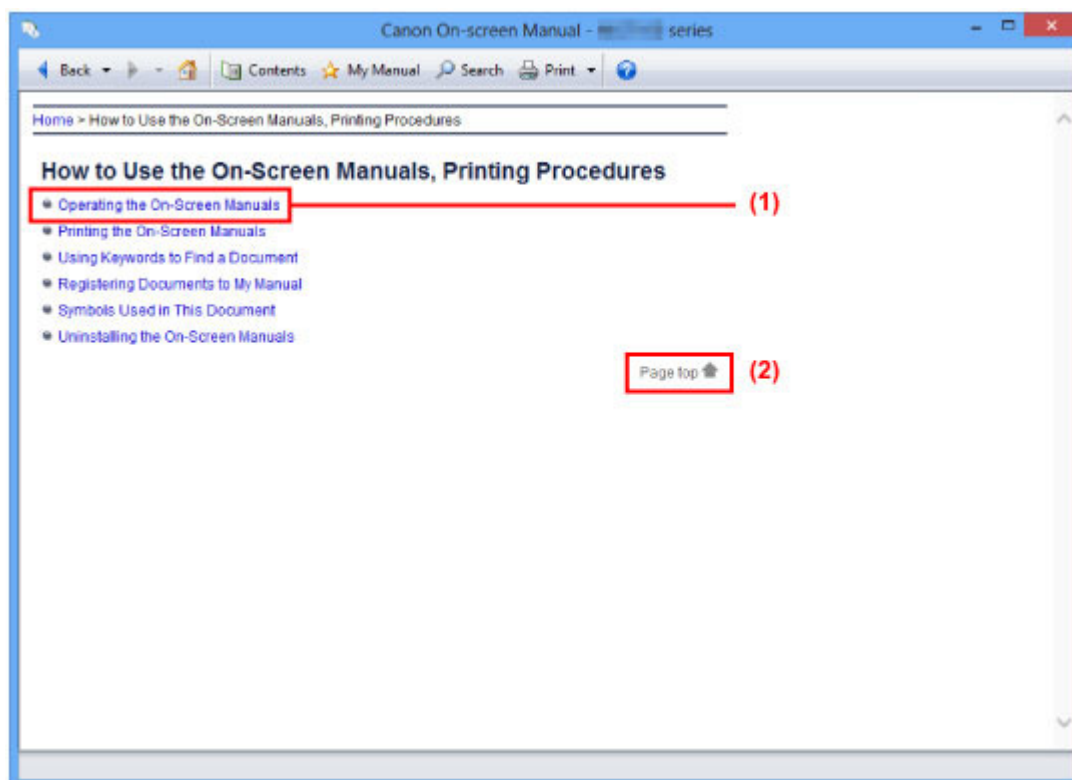 Canon On-screen Manual - series
Back Contents My Manual Search Print
Home > How to Use the On-Screen Manuals, Printing Procedures
How to Use the On-Screen Manuals, Printing Procedures
Operating the On-Screen Manuals (1)
Printing the On-Screen Manuals
Using Keywords to Find a Document
Registering Documents to My Manual
Symbols Used in This Document
Uninstalling the On-Screen Manuals
Page top (2)